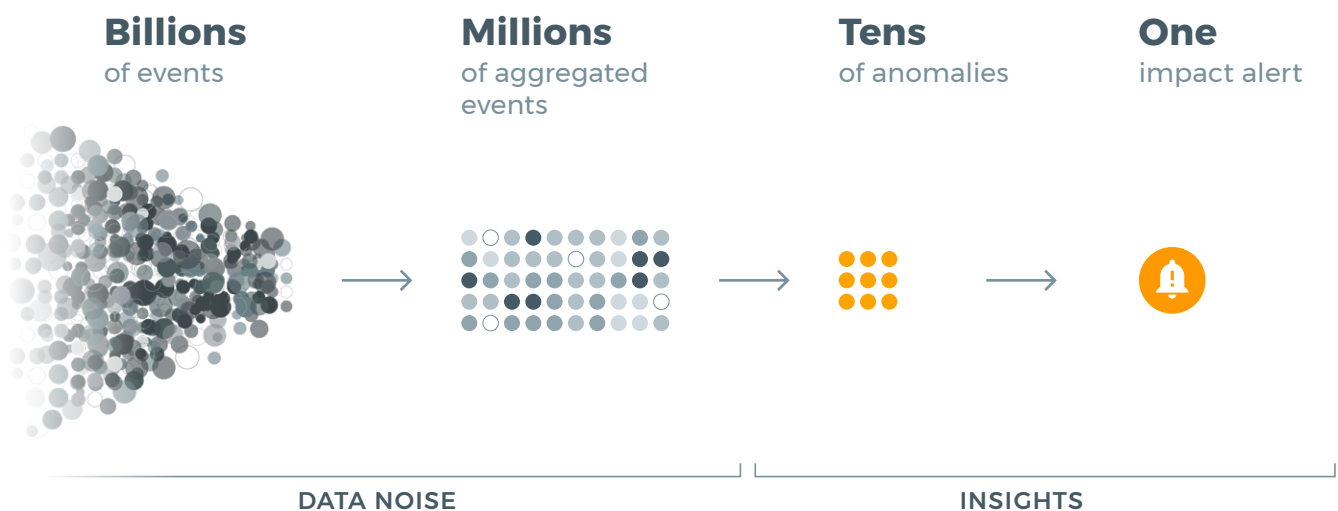 Billions
of events
Millions
of aggregated
events
Tens
of anomalies
One
impact alert
DATA NOISE
INSIGHTS